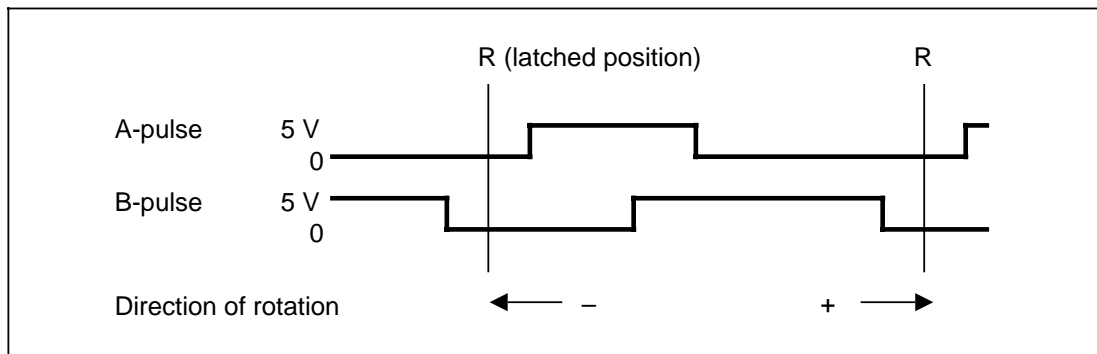 R (latched position) R
A-pulse 5 V
0
B-pulse 5 V
0
Direction of rotation – +